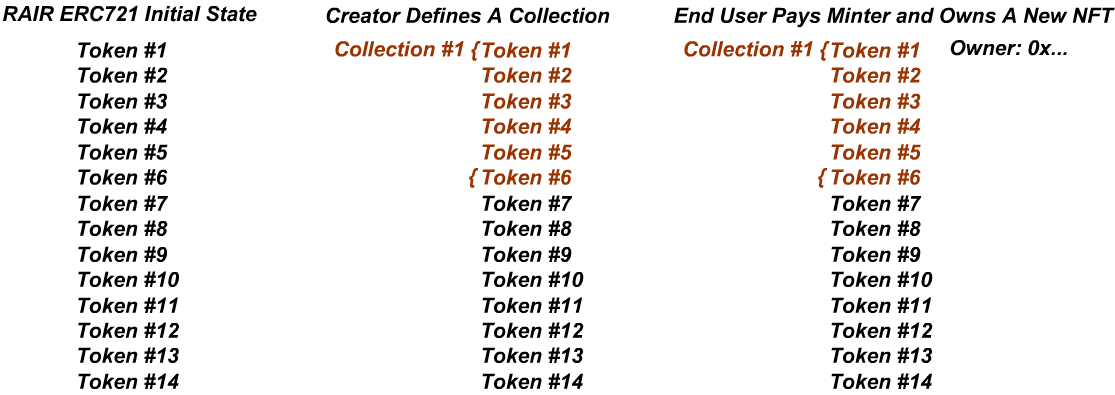 RAIR ERC721 Initial State
Token #1
Token #2
Token #3
Token #4
Token #5
Token #6
Token #7
Token #8
Token #9
Token #10
Token #11
Token #12
Token #13
Token #14
Creator Defines A Collection
Collection #1 { Token #1
Token #2
Token #3
Token #4
Token #5
{ Token #6
Token #7
Token #8
Token #9
Token #10
Token #11
Token #12
Token #13
Token #14
End User Pays Minter and Owns A New NFT
Collection #1 { Token #1 Owner: 0x...
Token #2
Token #3
Token #4
Token #5
{ Token #6
Token #7
Token #8
Token #9
Token #10
Token #11
Token #12
Token #13
Token #14